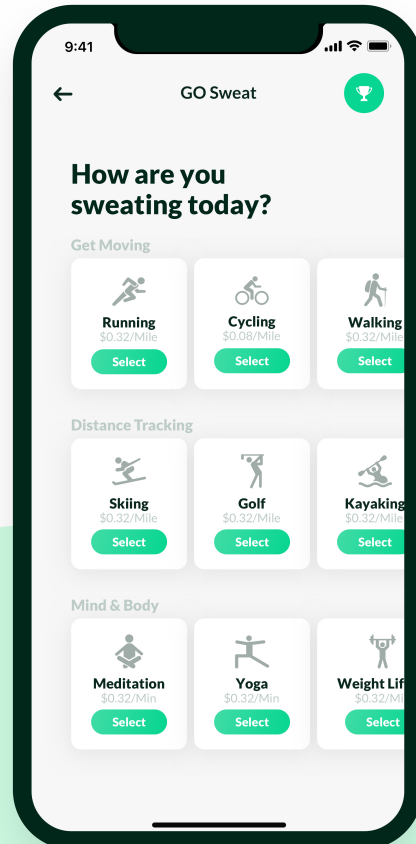 9:41
GO Sweat
How are you
sweating today?
Get Moving
Running
$0.32/Mile
Select
Cycling
$0.08/Mile
Select
Walking
$0.32/Mile
Select
Distance Tracking
Skiing
$0.32/Mile
Select
Golf
$0.32/Mile
Select
Kayaking
$0.32/Mile
Select
Mind & Body
Meditation
$0.32/Min
Select
Yoga
$0.32/Min
Select
Weight Lif
$0.32/Mi
Select